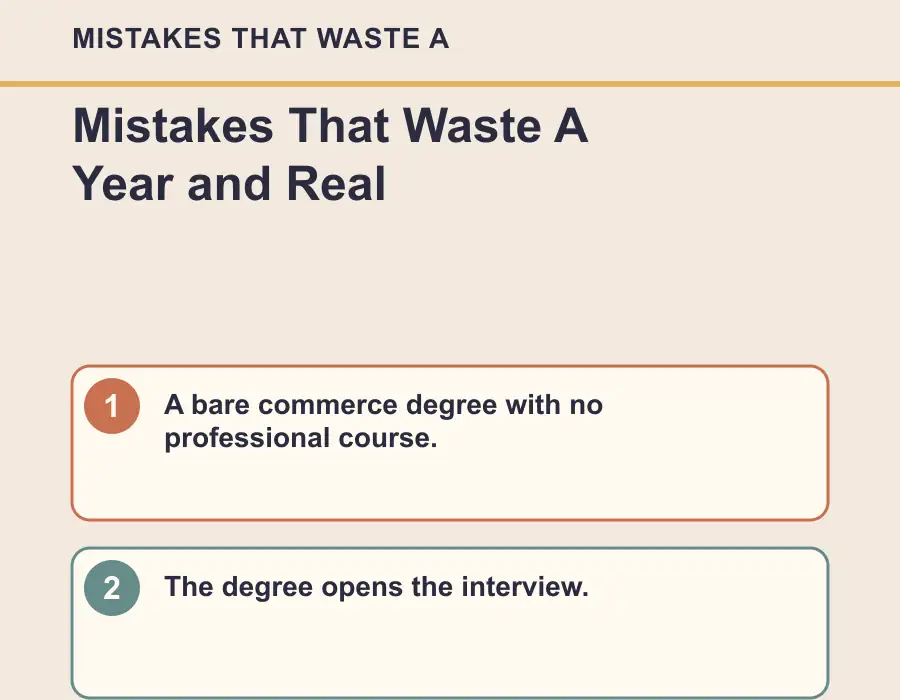 MISTAKES THAT WASTE A
Mistakes That Waste A
Year and Real
1
A bare commerce degree with no
professional course.
2
The degree opens the interview.